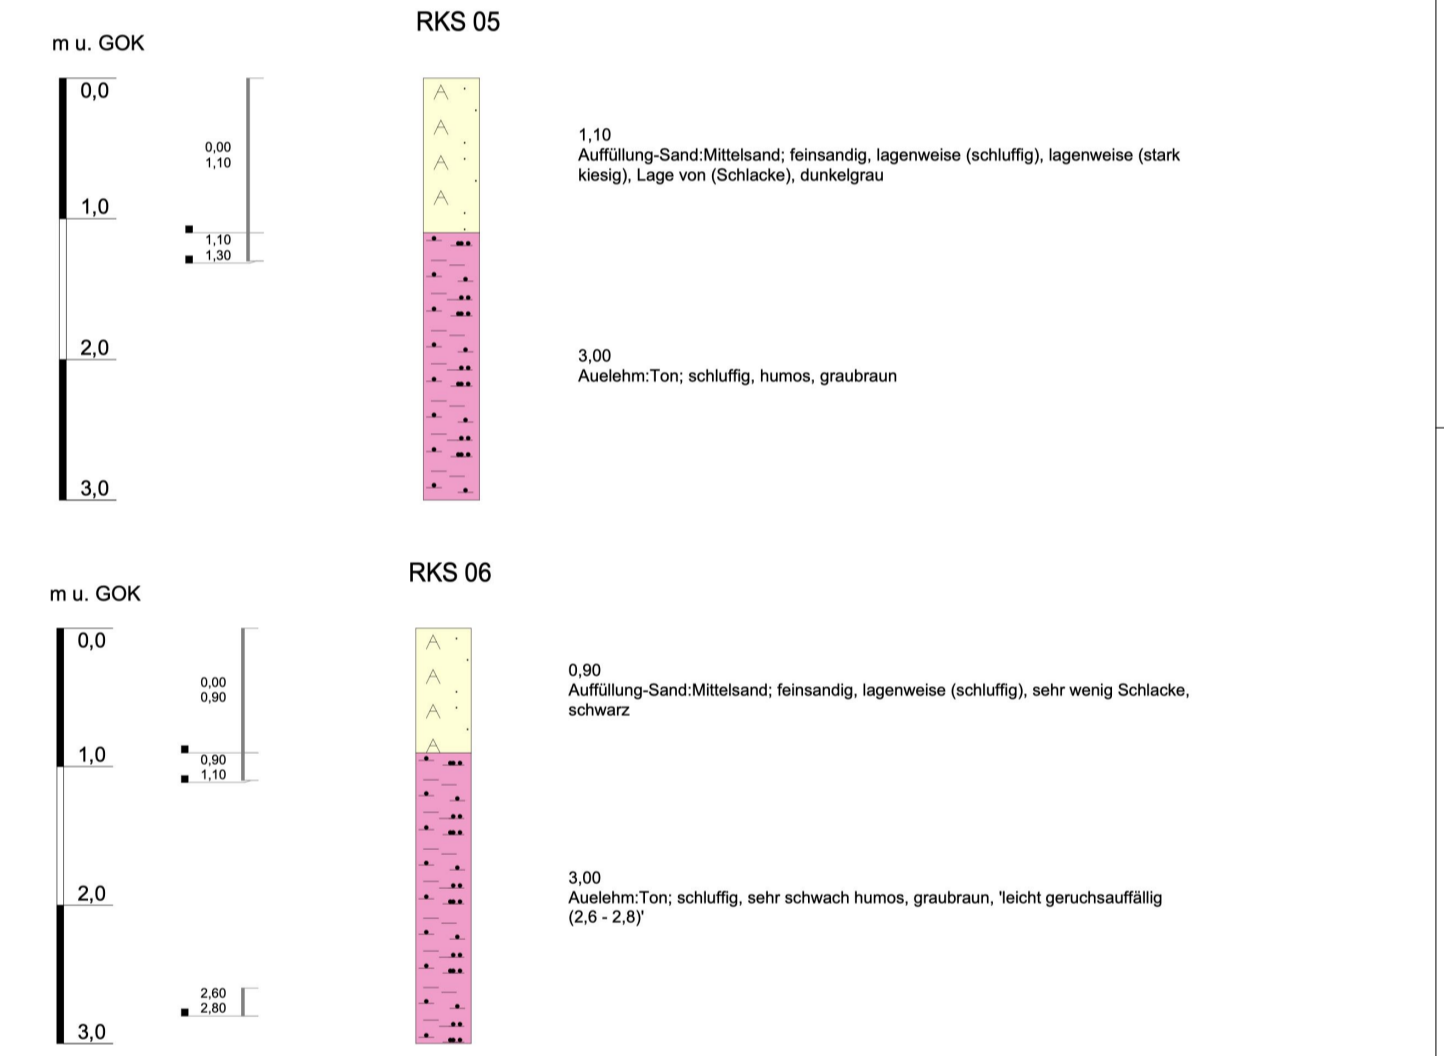 RKS 05
m u. GOK
0,0
0,00
1,10
1,10
Auffüllung-Sand:Mittelsand; feinsandig, lagenweise (schluffig), lagenweise (stark
kiesig), Lage von (Schlacke), dunkelgrau
1,0
1,10
1,30
2,0
3,00
Auelehm:Ton; schluffig, humos, graubraun
3,0
RKS 06
m u. GOK
0,0
0,00
0,90
0,90
Auffüllung-Sand:Mittelsand; feinsandig, lagenweise (schluffig), sehr wenig Schlacke,
schwarz
1,0
0,90
1,10
2,0
3,00
Auelehm:Ton; schluffig, sehr schwach humos, graubraun, 'leicht geruchsauffällig
(2,6 - 2,8)'
2,60
2,80
3,0